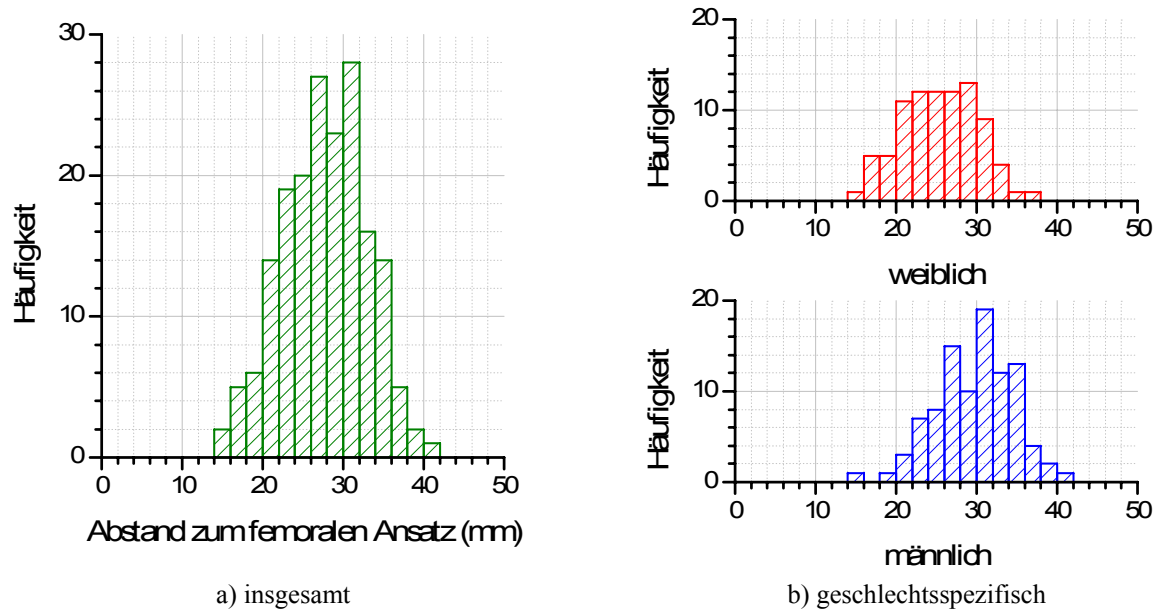 30
20
10
0
Häufigkeit
0 10 20 30 40 50
Abstand zum femoralen Ansatz (mm)
a) insgesamt
20
10
0
Häufigkeit
0 10 20 30 40 50
weiblich
20
10
0
Häufigkeit
0 10 20 30 40 50
männlich
b) geschlechtsspezifisch